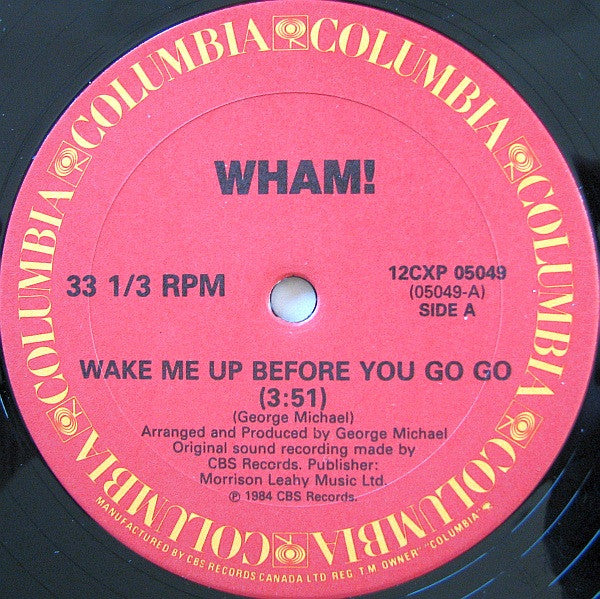 COLUMBIA COLUMBIA COLUMBIA COLUMBIA COLUMBIA COLUMBIA
WHAM!
33 1/3 RPM
12CXP 05049
(05049-A)
SIDE A
WAKE ME UP BEFORE YOU GO GO
(3:51)
(George Michael)
Arranged and Produced by George Michael
Original sound recording made by
CBS Records. Publisher:
Morrison Leahy Music Ltd.
℗ 1984 CBS Records.
MANUFACTURED BY CBS RECORDS CANADA LTD REG T.M OWNER "COLUMBIA"